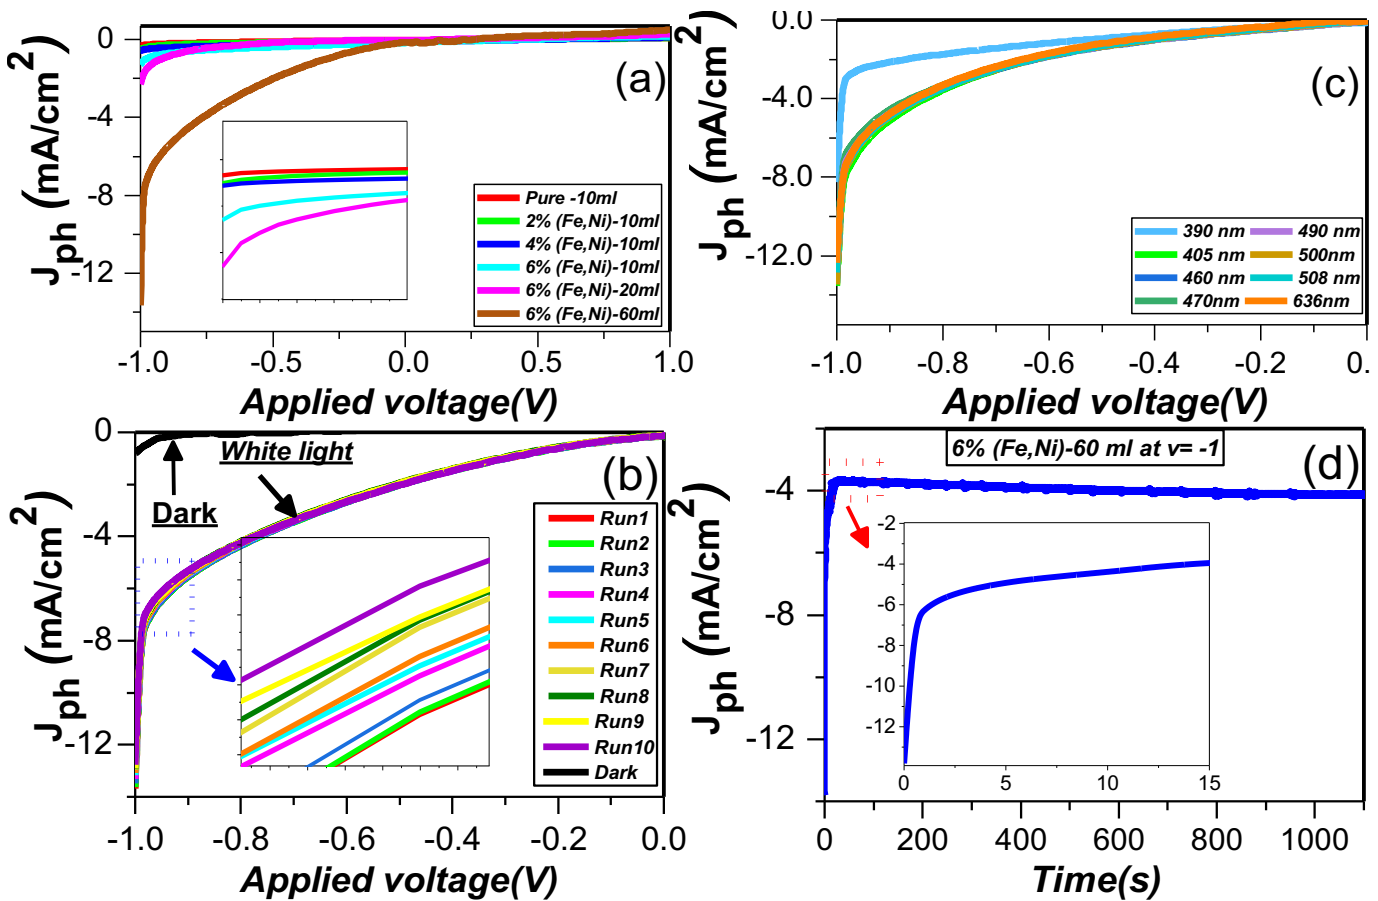 0
-4
-8
-12
J_ph (mA/cm^2)
(a)
Pure -10ml
2% (Fe,Ni)-10ml
4% (Fe,Ni)-10ml
6% (Fe,Ni)-10ml
6% (Fe,Ni)-20ml
6% (Fe,Ni)-60ml
-1.0 -0.5 0.0 0.5 1.0
Applied voltage(V)
0.0
-4.0
-8.0
-12.0
J_ph (mA/cm^2)
(c)
390 nm 490 nm
405 nm 500nm
460 nm 508 nm
470nm 636nm
-1.0 -0.8 -0.6 -0.4 -0.2 0.
Applied voltage(V)
0
-4
-8
-12
J_ph (mA/cm^2)
White light
Dark
(b)
Run1
Run2
Run3
Run4
Run5
Run6
Run7
Run8
Run9
Run10
Dark
-1.0 -0.8 -0.6 -0.4 -0.2 0.0
Applied voltage(V)
-4
-8
-12
J_ph (mA/cm^2)
6% (Fe,Ni)-60 ml at v= -1
(d)
-2
-4
-6
-8
-10
-12
0 5 10 15
0 200 400 600 800 1000
Time(s)